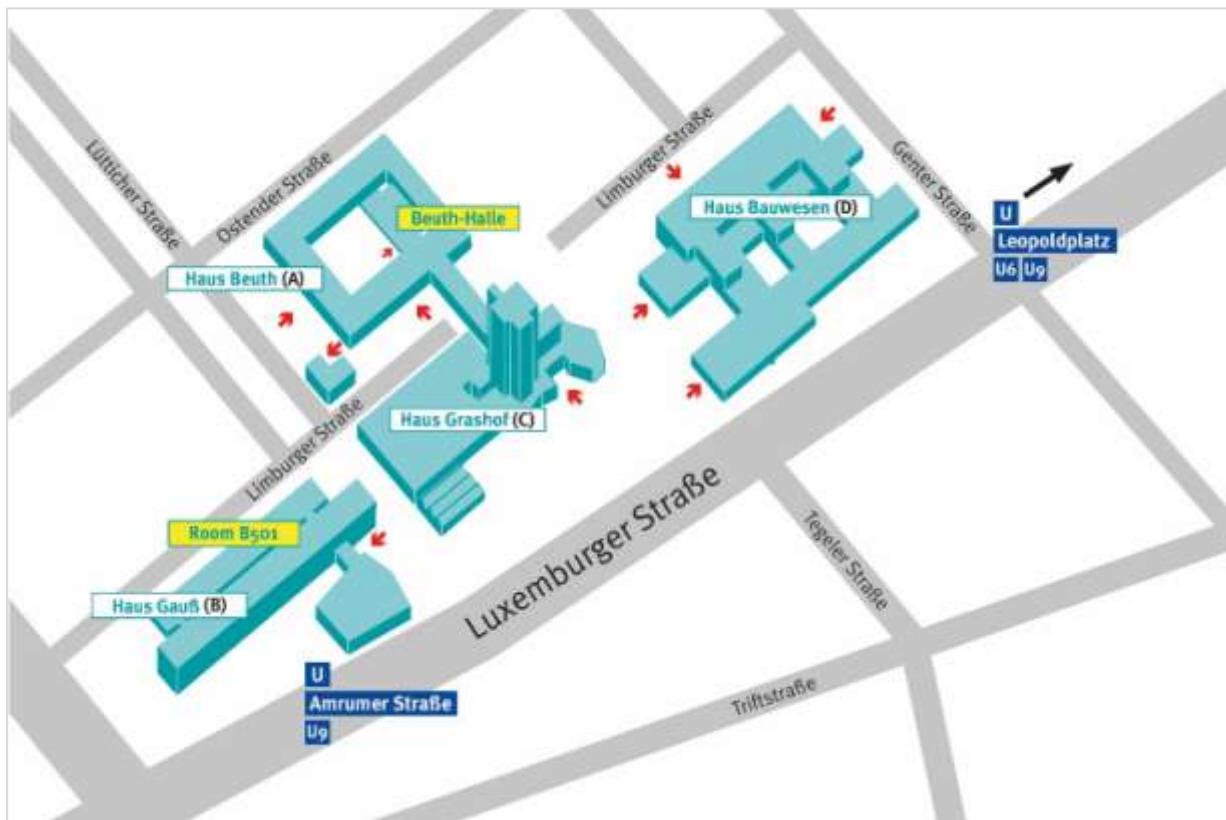 Lütticher Straße
Ostender Straße
Limburger Straße
Genter Straße
Beuth-Halle
Haus Bauwesen (D)
Haus Beuth (A)
U
Leopoldplatz
U6 U9
Haus Grashof (C)
Limburger Straße
Luxemburger Straße
Room B501
Tegeler Straße
Haus Gauß (B)
U
Amrumer Straße
U9
Triftstraße